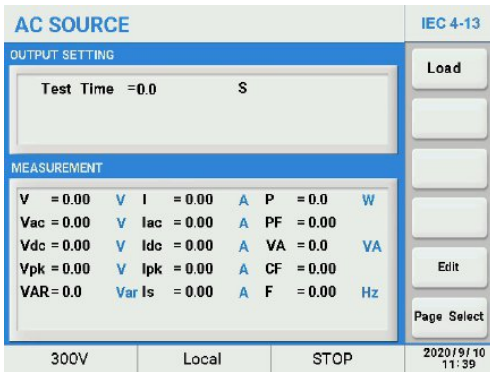 AC SOURCE IEC 4-13
OUTPUT SETTING
Load
Test Time =0.0 S
MEASUREMENT
V = 0.00 V I = 0.00 A P = 0.0 W
Vac = 0.00 V Iac = 0.00 A PF = 0.00
Vdc = 0.00 V Idc = 0.00 A VA = 0.0 VA
Vpk = 0.00 V Ipk = 0.00 A CF = 0.00
Edit
VAR= 0.0 Var Is = 0.00 A F = 0.00 Hz
Page Select
300V Local STOP 2020/9/10
11:39